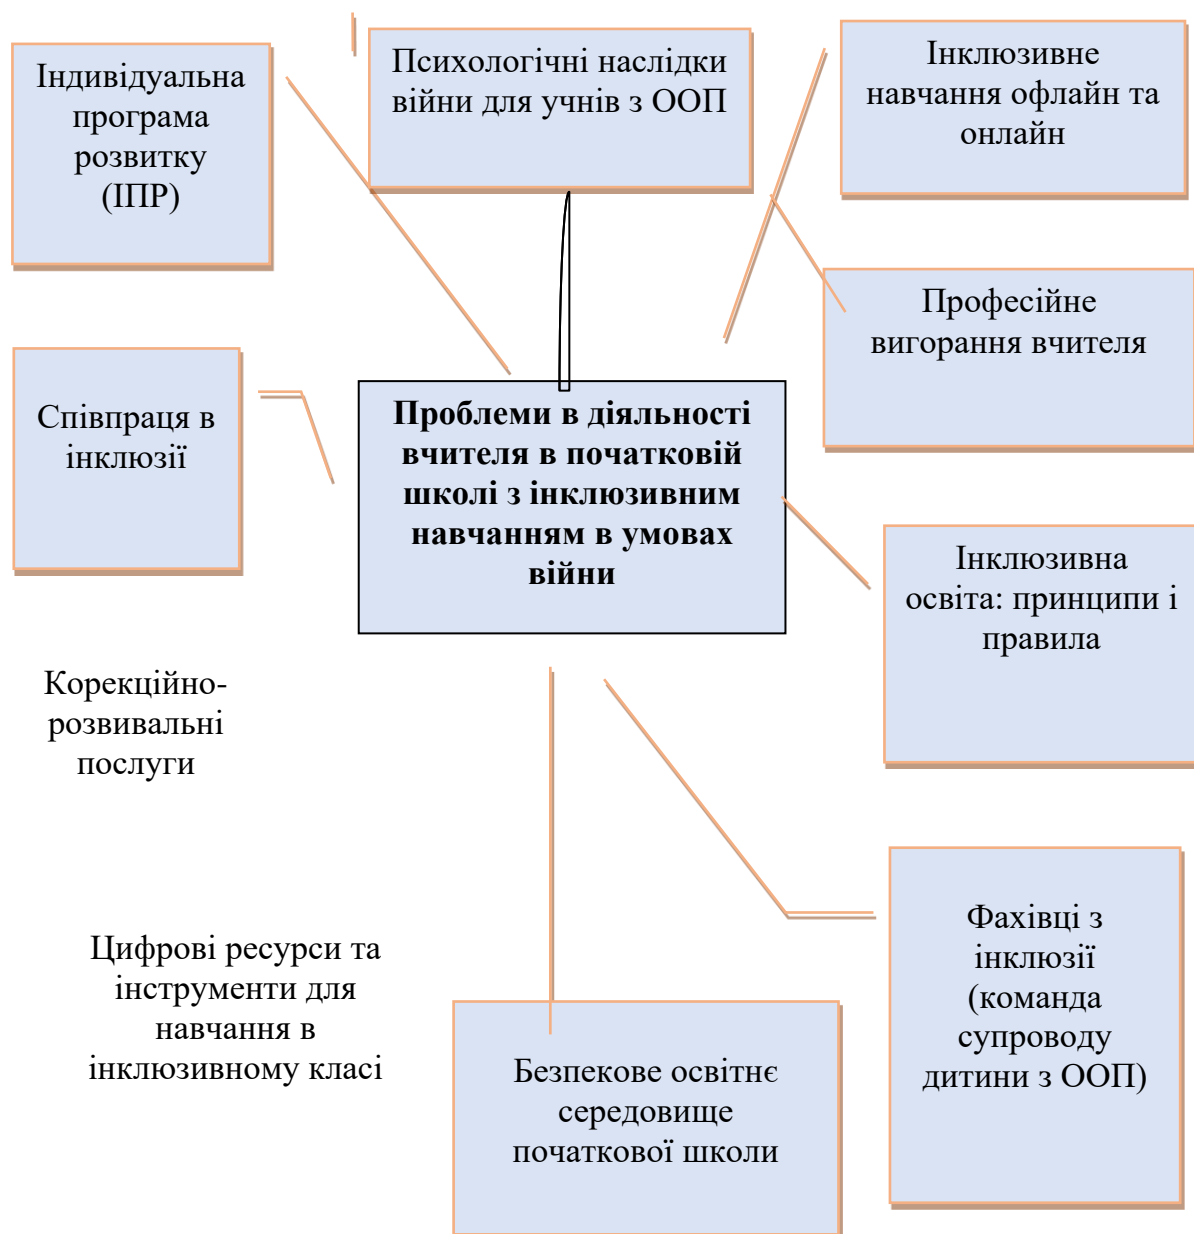 Індивідуальна
програма
розвитку
(ІПР)
Психологічні наслідки
війни для учнів з ООП
Інклюзивне
навчання офлайн та
онлайн
Професійне
вигорання вчителя
Співпраця в
інклюзії
Проблеми в діяльності
вчителя в початковій
школі з інклюзивним
навчанням в умовах
війни
Інклюзивна
освіта: принципи і
правила
Корекційно-
розвивальні
послуги
Цифрові ресурси та
інструменти для
навчання в
інклюзивному класі
Безпекове освітнє
середовище
початкової школи
Фахівці з
інклюзії
(команда
супроводу
дитини з ООП)